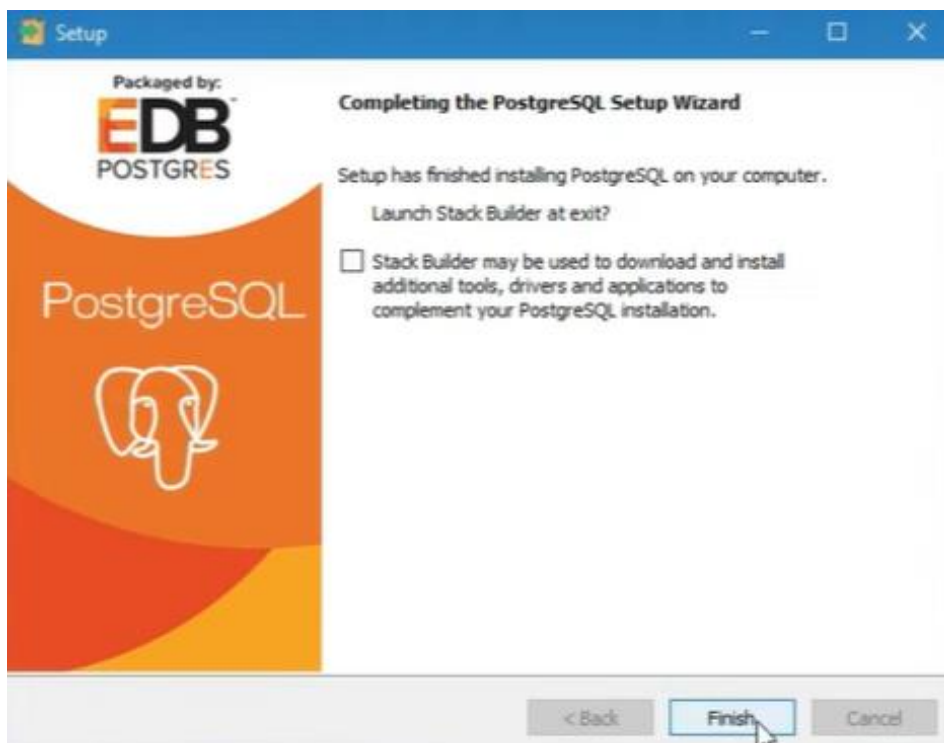 Setup
Packaged by:
EDB
POSTGRES
PostgreSQL
Completing the PostgreSQL Setup Wizard
Setup has finished installing PostgreSQL on your computer.
Launch Stack Builder at exit?
Stack Builder may be used to download and install
additional tools, drivers and applications to
complement your PostgreSQL installation.
< Back
Finish
Cancel